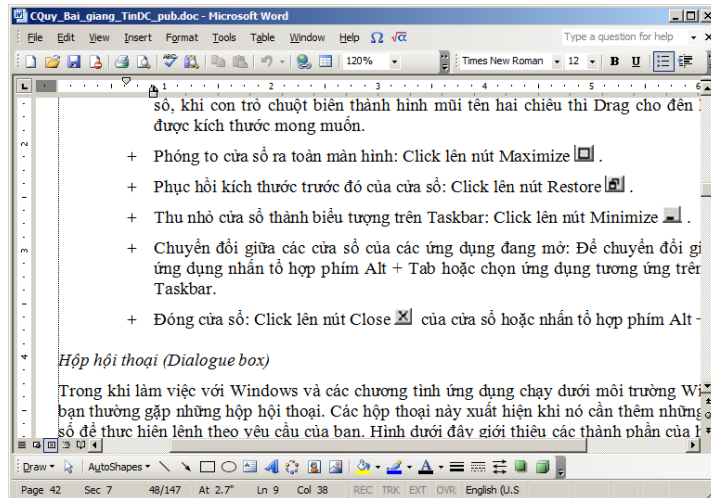 CQuy_Bai_giang_TinDC_pub.doc - Microsoft Word
File Edit View Insert Format Tools Table Window Help Type a question for help
120% Times New Roman 12 B U
1 2 3 4 5 6
sổ, khi con trỏ chuột biến thành hình mũi tên hai chiều thì Drag cho đến
được kích thước mong muốn.
+ Phóng to cửa sổ ra toàn màn hình: Click lên nút Maximize .
+ Phục hồi kích thước trước đó của cửa sổ: Click lên nút Restore .
+ Thu nhỏ cửa sổ thành biểu tượng trên Taskbar: Click lên nút Minimize .
+ Chuyển đổi giữa các cửa sổ của các ứng dụng đang mở: Để chuyển đổi gi
ứng dụng nhấn tổ hợp phím Alt + Tab hoặc chọn ứng dụng tương ứng trên
Taskbar.
+ Đóng cửa sổ: Click lên nút Close của cửa sổ hoặc nhấn tổ hợp phím Alt
Hộp hội thoại (Dialogue box)
Trong khi làm việc với Windows và các chương tình ứng dụng chạy dưới môi trường Wi
bạn thường gặp những hộp hội thoại. Các hộp thoại này xuất hiện khi nó cần thêm những
số để thực hiện lệnh theo yêu cầu của bạn. Hình dưới đây giới thiệu các thành phần của h
Draw AutoShapes
Page 42 Sec 7 48/147 At 2.7" Ln 9 Col 38 REC TRK EXT OVR English (U.S